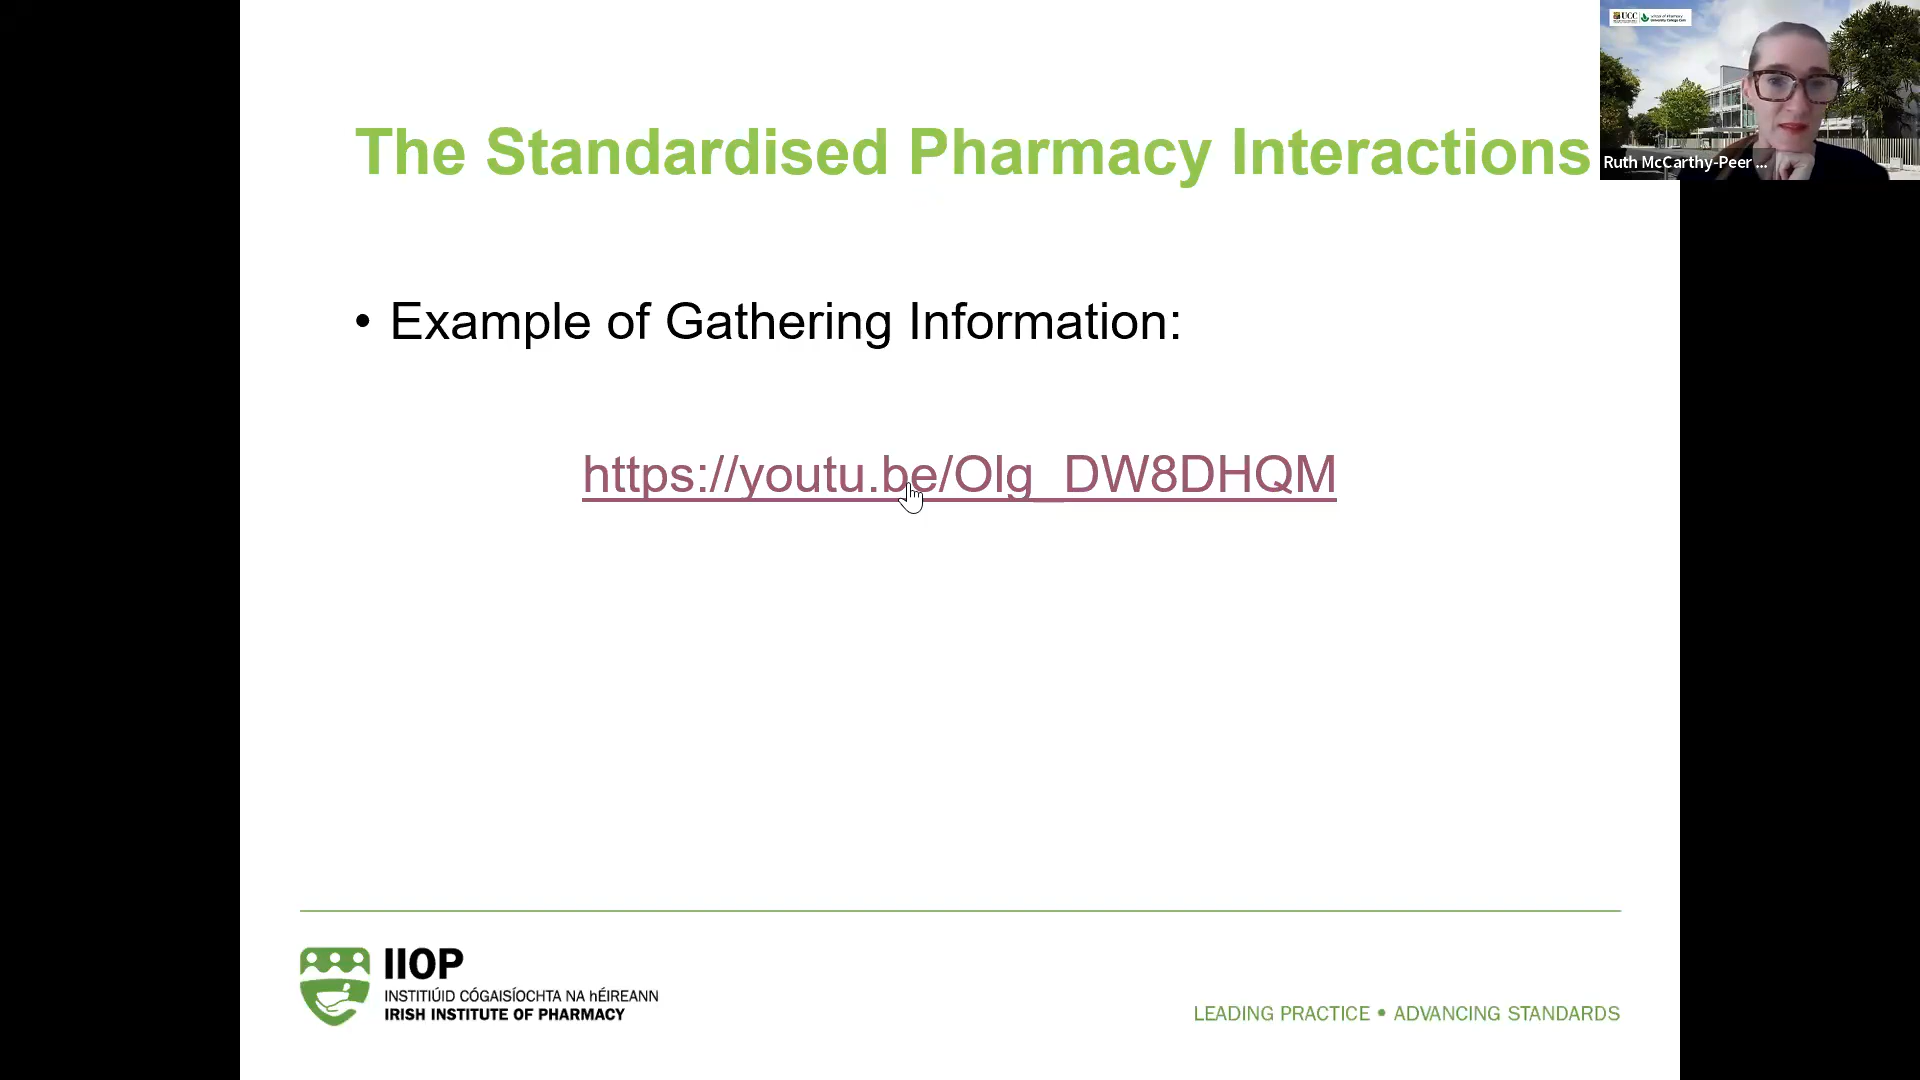 The Standardised Pharmacy Interactions
UCC
Ruth McCarthy-Peer ...
• Example of Gathering Information:
https://youtu.be/Olg_DW8DHQM
IIOP
INSTITIÚID CÓGAISÍOCHTA NA hÉIREANN
IRISH INSTITUTE OF PHARMACY
LEADING PRACTICE • ADVANCING STANDARDS